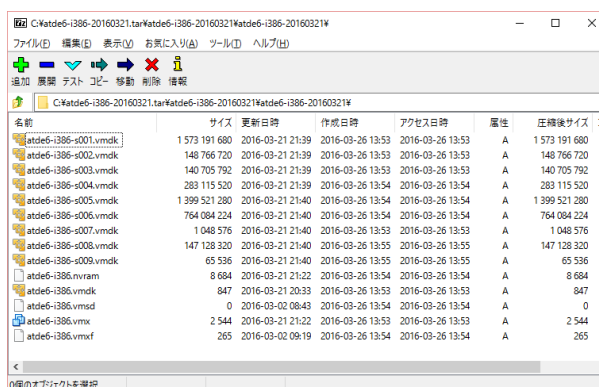 C:¥atde6-i386-20160321.tar¥atde6-i386-20160321¥atde6-i386-20160321¥
ファイル(F) 編集(E) 表示(V) お気に入り(A) ツール(T) ヘルプ(H)
追加 展開 テスト コピー 移動 削除 情報
C:¥atde6-i386-20160321.tar¥atde6-i386-20160321¥atde6-i386-20160321¥
名前 サイズ 更新日時 作成日時 アクセス日時 属性 圧縮後サイズ
atde6-i386-s001.vmdk 1 573 191 680 2016-03-21 21:39 2016-03-26 13:53 2016-03-26 13:53 A 1 573 191 680
atde6-i386-s002.vmdk 148 766 720 2016-03-21 21:39 2016-03-26 13:53 2016-03-26 13:53 A 148 766 720
atde6-i386-s003.vmdk 140 705 792 2016-03-21 21:39 2016-03-26 13:53 2016-03-26 13:53 A 140 705 792
atde6-i386-s004.vmdk 283 115 520 2016-03-21 21:39 2016-03-26 13:54 2016-03-26 13:54 A 283 115 520
atde6-i386-s005.vmdk 1 399 521 280 2016-03-21 21:40 2016-03-26 13:54 2016-03-26 13:54 A 1 399 521 280
atde6-i386-s006.vmdk 764 084 224 2016-03-21 21:40 2016-03-26 13:54 2016-03-26 13:54 A 764 084 224
atde6-i386-s007.vmdk 1 048 576 2016-03-21 21:40 2016-03-26 13:53 2016-03-26 13:53 A 1 048 576
atde6-i386-s008.vmdk 147 128 320 2016-03-21 21:40 2016-03-26 13:55 2016-03-26 13:55 A 147 128 320
atde6-i386-s009.vmdk 65 536 2016-03-21 21:40 2016-03-26 13:55 2016-03-26 13:55 A 65 536
atde6-i386.nvram 8 684 2016-03-21 21:22 2016-03-26 13:54 2016-03-26 13:54 A 8 684
atde6-i386.vmdk 847 2016-03-21 20:33 2016-03-26 13:53 2016-03-26 13:53 A 847
atde6-i386.vmsd 0 2016-03-02 08:43 2016-03-26 13:54 2016-03-26 13:54 A 0
atde6-i386.vmx 2 544 2016-03-21 21:22 2016-03-26 13:53 2016-03-26 13:53 A 2 544
atde6-i386.vmxf 265 2016-03-02 09:19 2016-03-26 13:54 2016-03-26 13:54 A 265
0個のオブジェクトを選択